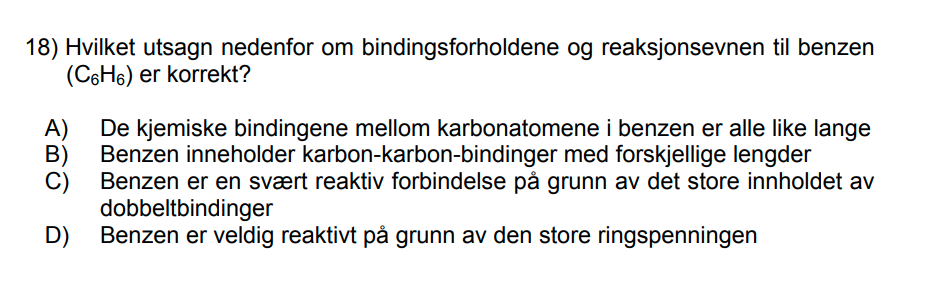 18) Hvilket utsagn nedenfor om bindingsforholdene og reaksjonsevnen til benzen
(C₆H₆) er korrekt?
A) De kjemiske bindingene mellom karbonatomene i benzen er alle like lange
B) Benzen inneholder karbon-karbon-bindinger med forskjellige lengder
C) Benzen er en svært reaktiv forbindelse på grunn av det store innholdet av
dobbeltbindinger
D) Benzen er veldig reaktivt på grunn av den store ringspenningen